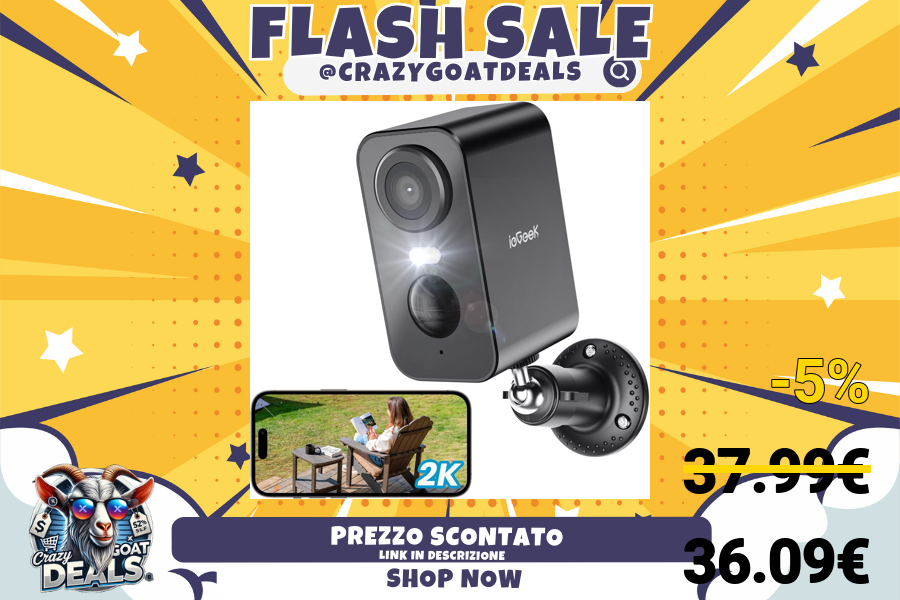 FLASH SALE
@CRAZYGOATDEALS
ieGeek
2K
-5%
37.99€
$
52%
Crazy
GOAT
DEALS
PREZZO SCONTATO
LINK IN DESCRIZIONE
SHOP NOW
36.09€